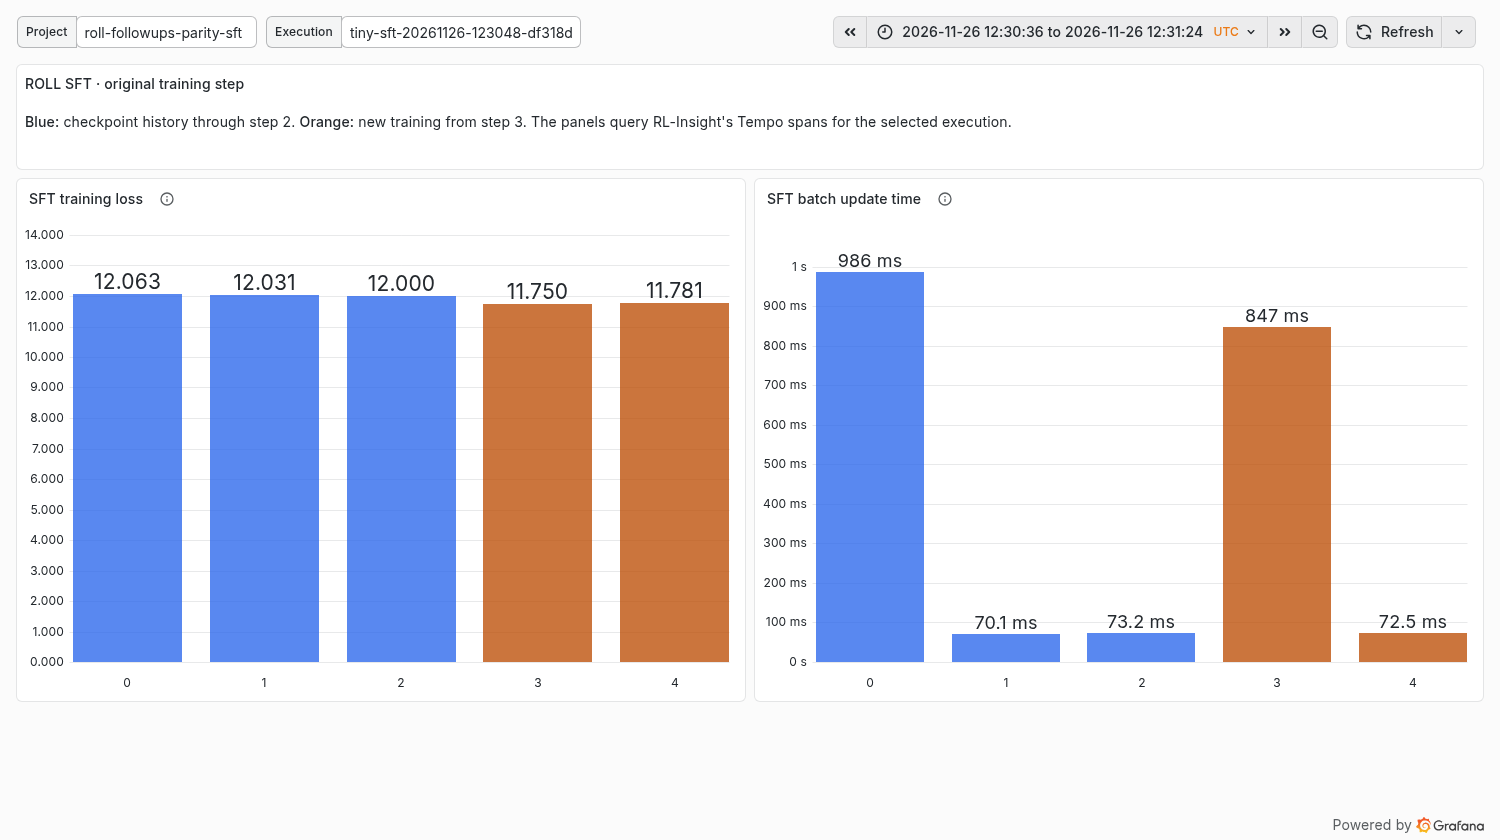 Project roll-followups-parity-sft Execution tiny-sft-20261126-123048-df318d 2026-11-26 12:30:36 to 2026-11-26 12:31:24 UTC Refresh
ROLL SFT · original training step
Blue: checkpoint history through step 2. Orange: new training from step 3. The panels query RL-Insight's Tempo spans for the selected execution.
SFT training loss
14.000
13.000
12.000
11.000
10.000
9.000
8.000
7.000
6.000
5.000
4.000
3.000
2.000
1.000
0.000
12.063 12.031 12.000 11.750 11.781
0 1 2 3 4
SFT batch update time
1 s
900 ms
800 ms
700 ms
600 ms
500 ms
400 ms
300 ms
200 ms
100 ms
0 s
986 ms 70.1 ms 73.2 ms 847 ms 72.5 ms
0 1 2 3 4
Powered by Grafana